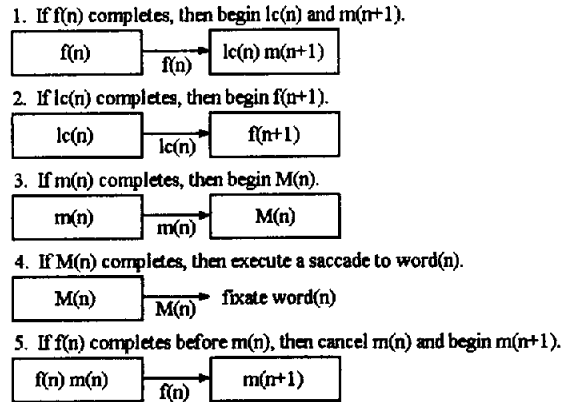 1. If f(n) completes, then begin lc(n) and m(n+1).
f(n) f(n) lc(n) m(n+1)
2. If lc(n) completes, then begin f(n+1).
lc(n) lc(n) f(n+1)
3. If m(n) completes, then begin M(n).
m(n) m(n) M(n)
4. If M(n) completes, then execute a saccade to word(n).
M(n) M(n) fixate word(n)
5. If f(n) completes before m(n), then cancel m(n) and begin m(n+1).
f(n) m(n) f(n) m(n+1)